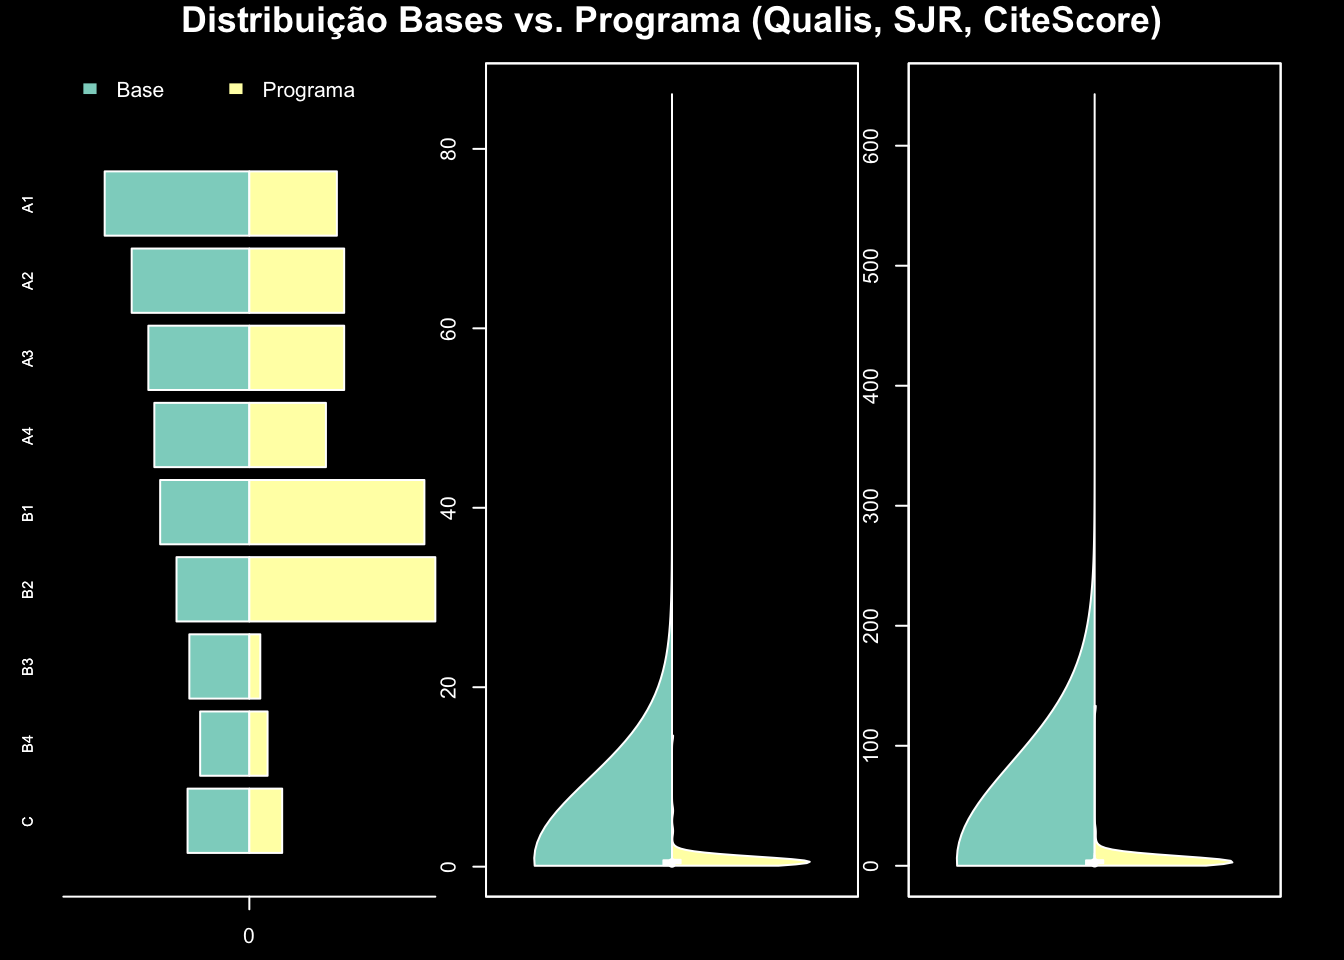 Distribuição Bases vs. Programa (Qualis, SJR, CiteScore)
Base Programa
A1
A2
A3
A4
B1
B2
B3
B4
C
0
80
60
40
20
0
600
500
400
300
200
100
0